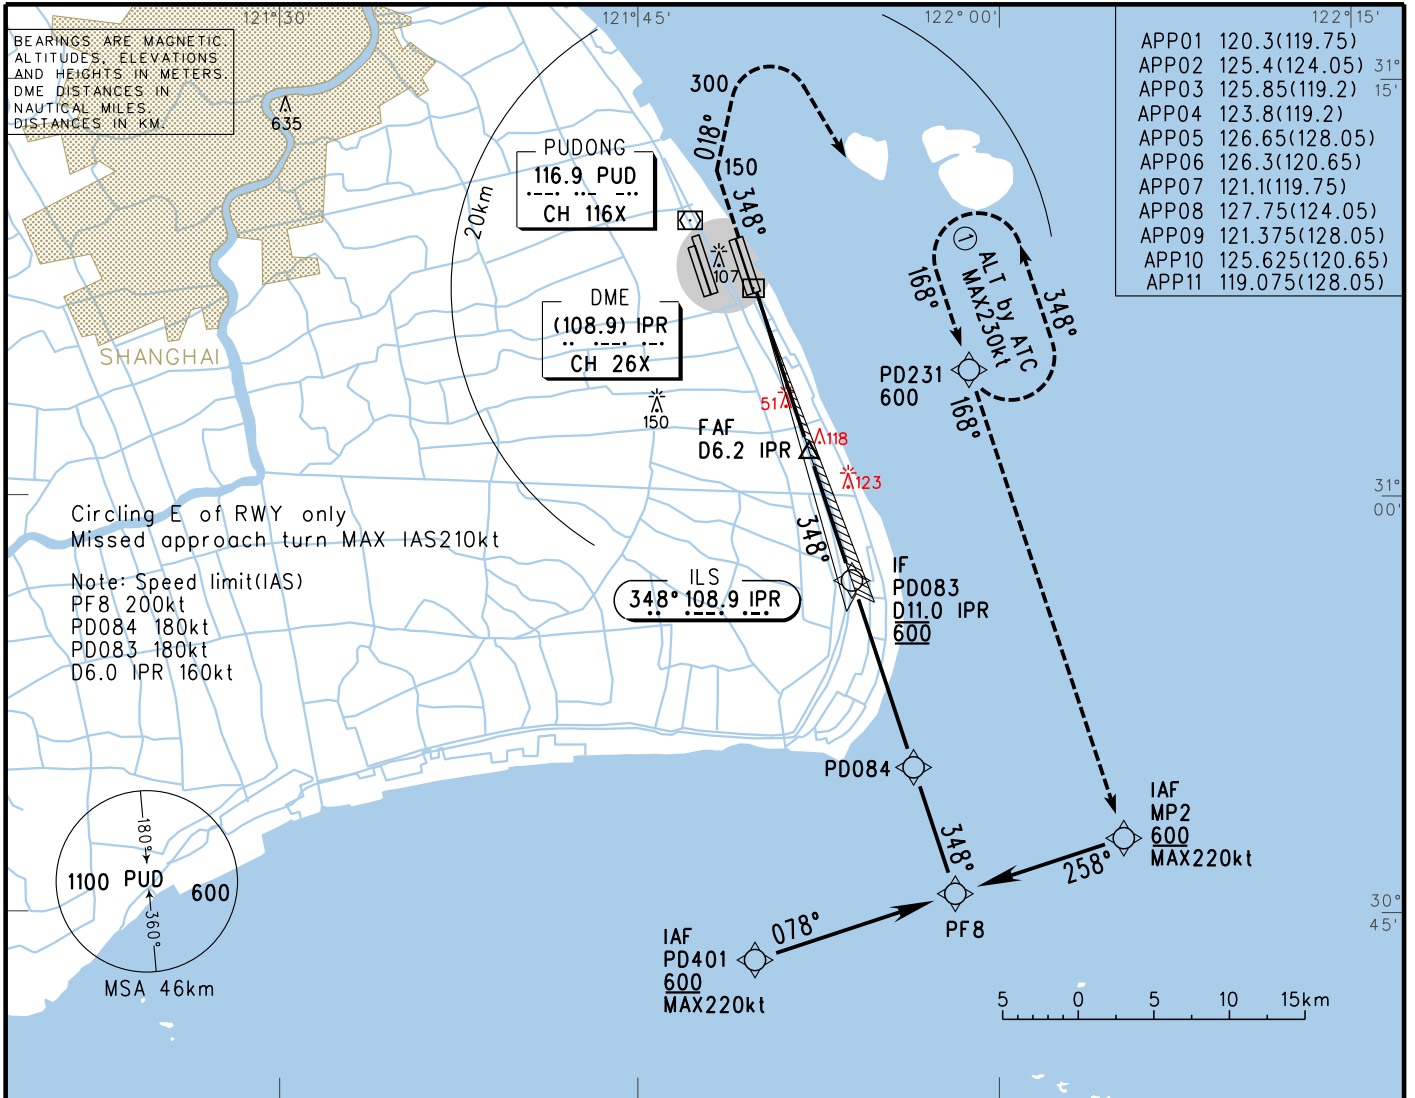 121°30'
121°45'
122°00'
122°15'
BEARINGS ARE MAGNETIC.
ALTITUDES, ELEVATIONS
AND HEIGHTS IN METERS.
DME DISTANCES IN
NAUTICAL MILES.
DISTANCES IN KM.
635
APP01 120.3(119.75)
APP02 125.4(124.05)
APP03 125.85(119.2)
APP04 123.8(119.2)
APP05 126.65(128.05)
APP06 126.3(120.65)
APP07 121.1(119.75)
APP08 127.75(124.05)
APP09 121.375(128.05)
APP10 125.625(120.65)
APP11 119.075(128.05)
31°
15'
300
018°
150
348°
PUDONG
116.9 PUD
CH 116X
20km
107
DME
(108.9) IPR
CH 26X
SHANGHAI
1
ALT by ATC
MAX230kt
168°
348°
PD231
600
168°
51
150
FAF
D6.2 IPR
118
123
31°
00'
Circling E of RWY only
Missed approach turn MAX IAS210kt
Note: Speed limit(IAS)
PF8 200kt
PD084 180kt
PD083 180kt
D6.0 IPR 160kt
348°
ILS
348° 108.9 IPR
IF
PD083
D11.0 IPR
600
PD084
348°
IAF
MP2
600
MAX220kt
258°
PF8
078°
IAF
PD401
600
MAX220kt
180°
1100 PUD 600
360°
MSA 46km
30°
45'
5 0 5 10 15km